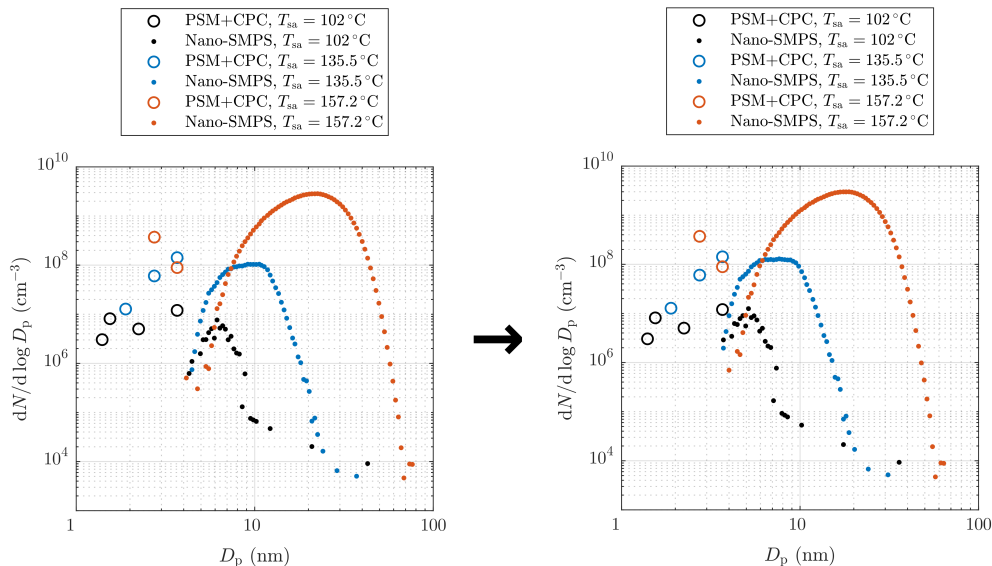 PSM+CPC, T_sa = 102 °C
Nano-SMPS, T_sa = 102 °C
PSM+CPC, T_sa = 135.5 °C
Nano-SMPS, T_sa = 135.5 °C
PSM+CPC, T_sa = 157.2 °C
Nano-SMPS, T_sa = 157.2 °C
10^10
10^8
10^6
10^4
dN/d log D_p (cm^−3)
1
10
100
D_p (nm)
PSM+CPC, T_sa = 102 °C
Nano-SMPS, T_sa = 102 °C
PSM+CPC, T_sa = 135.5 °C
Nano-SMPS, T_sa = 135.5 °C
PSM+CPC, T_sa = 157.2 °C
Nano-SMPS, T_sa = 157.2 °C
10^10
10^8
10^6
10^4
dN/d log D_p (cm^−3)
1
10
100
D_p (nm)